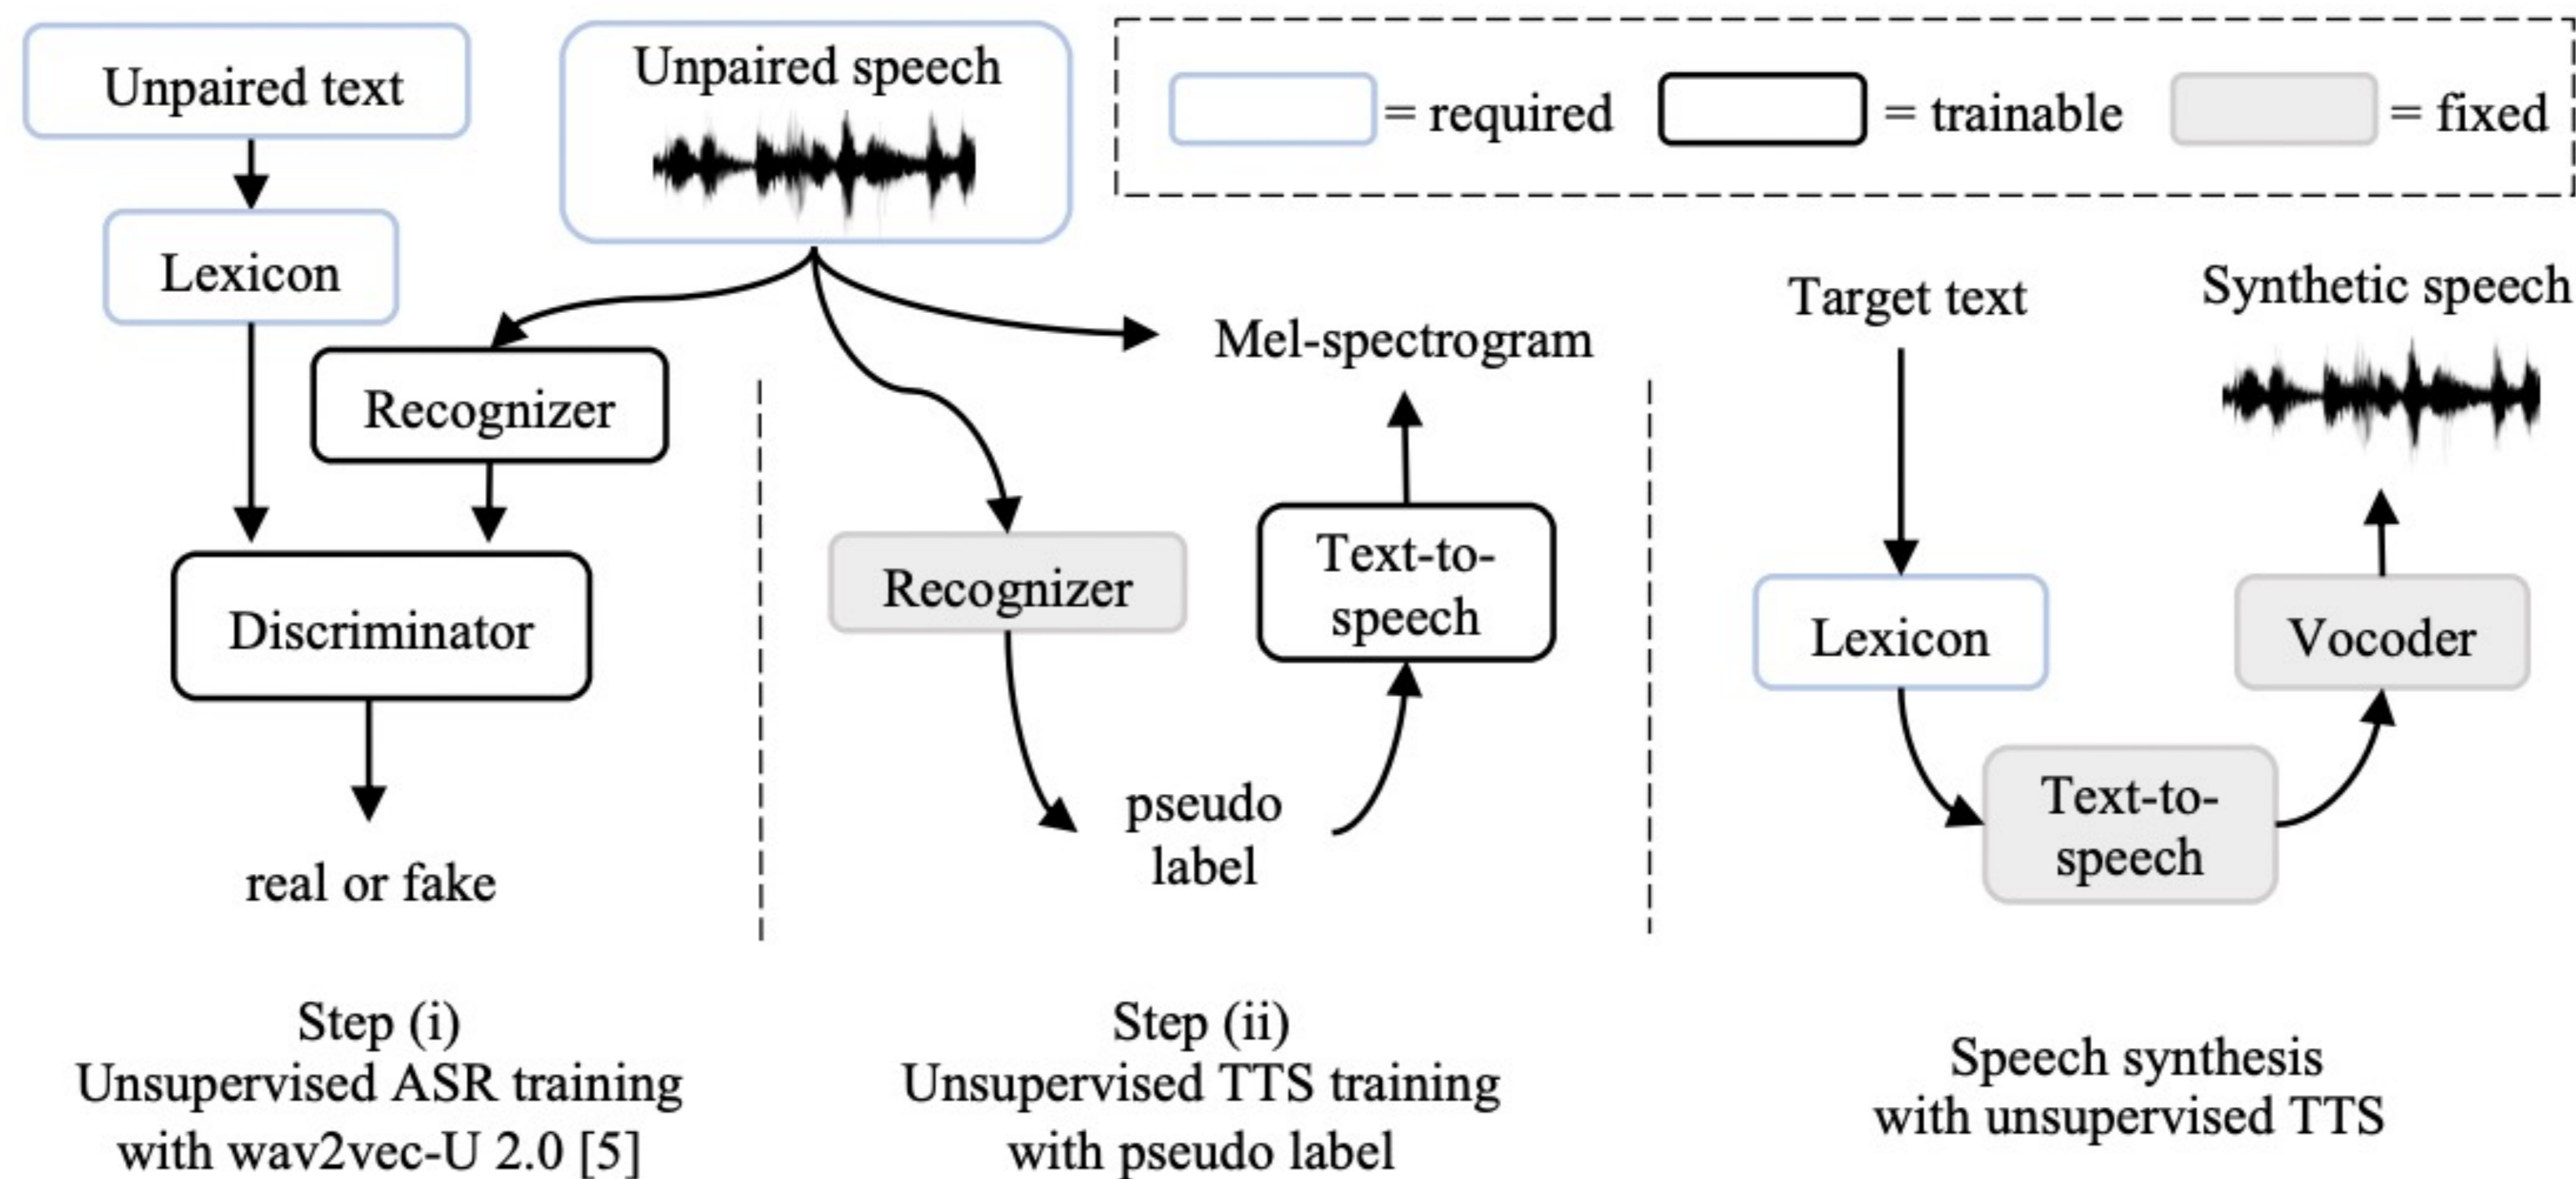 Unpaired text
Unpaired speech
= required
= trainable
= fixed
Lexicon
Recognizer
Discriminator
real or fake
Mel-spectrogram
Recognizer
Text-to-
speech
pseudo
label
Target text
Synthetic speech
Lexicon
Vocoder
Text-to-
speech
Step (i)
Unsupervised ASR training
with wav2vec-U 2.0 [5]
Step (ii)
Unsupervised TTS training
with pseudo label
Speech synthesis
with unsupervised TTS